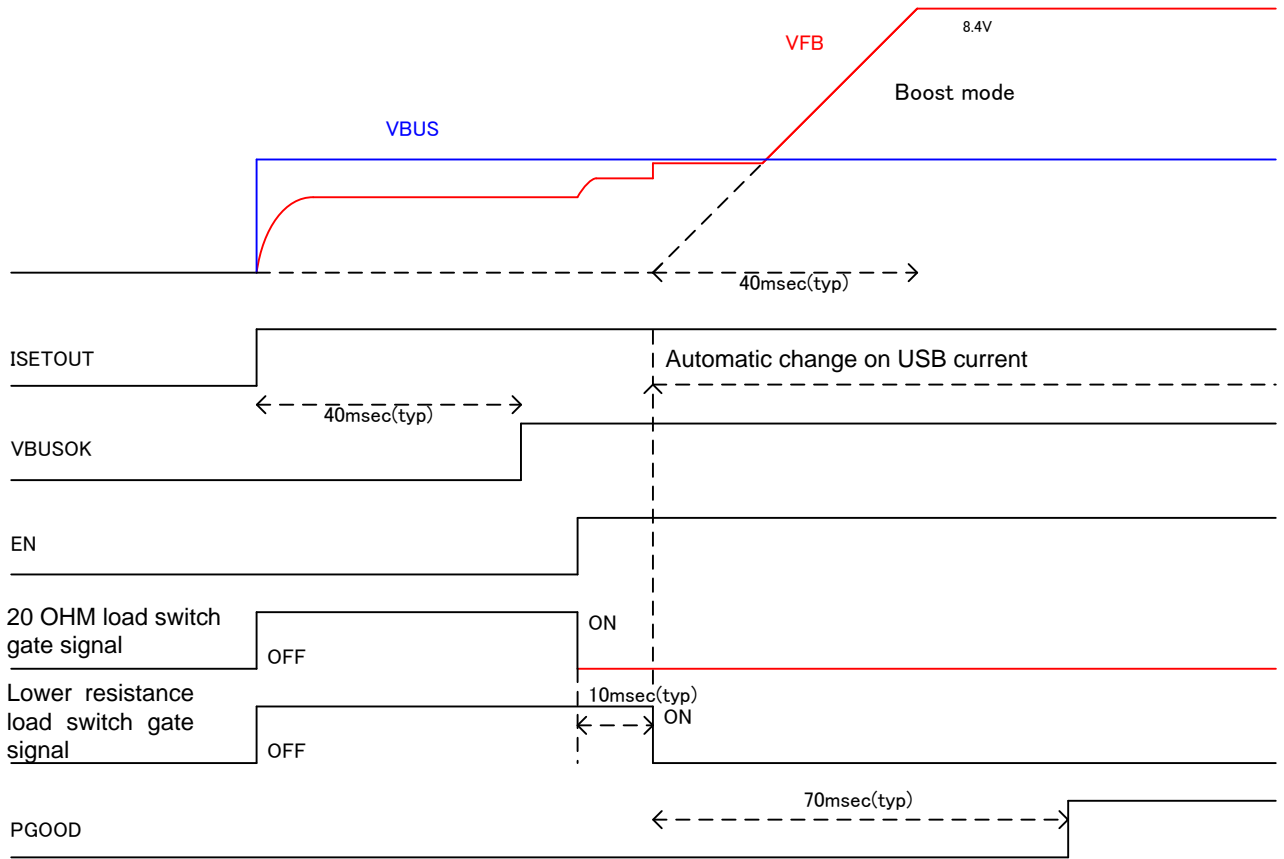 8.4V
VFB
Boost mode
VBUS
40msec(typ)
ISETOUT
Automatic change on USB current
40msec(typ)
VBUSOK
EN
20 OHM load switch
gate signal
ON
OFF
Lower resistance
load switch gate
signal
10msec(typ)
ON
OFF
70msec(typ)
PGOOD